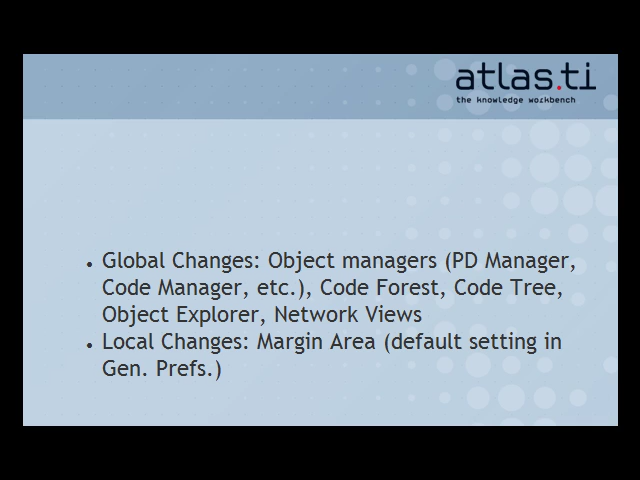 atlas.ti
the knowledge workbench
• Global Changes: Object managers (PD Manager,
Code Manager, etc.), Code Forest, Code Tree,
Object Explorer, Network Views
• Local Changes: Margin Area (default setting in
Gen. Prefs.)